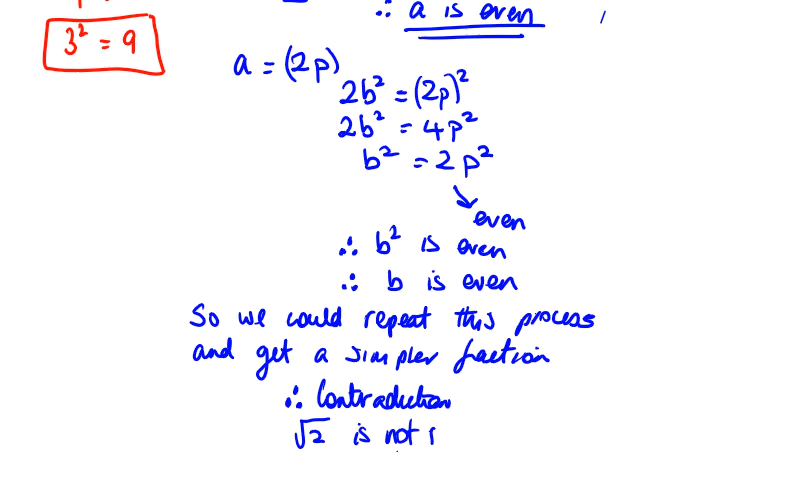 ∴ a is even
3² = 9
a = (2p)
2b² = (2p)²
2b² = 4p²
b² = 2p²
even
∴ b² is even
∴ b is even
So we could repeat this process
and get a simpler fraction
∴ Contradiction
√2 is not r